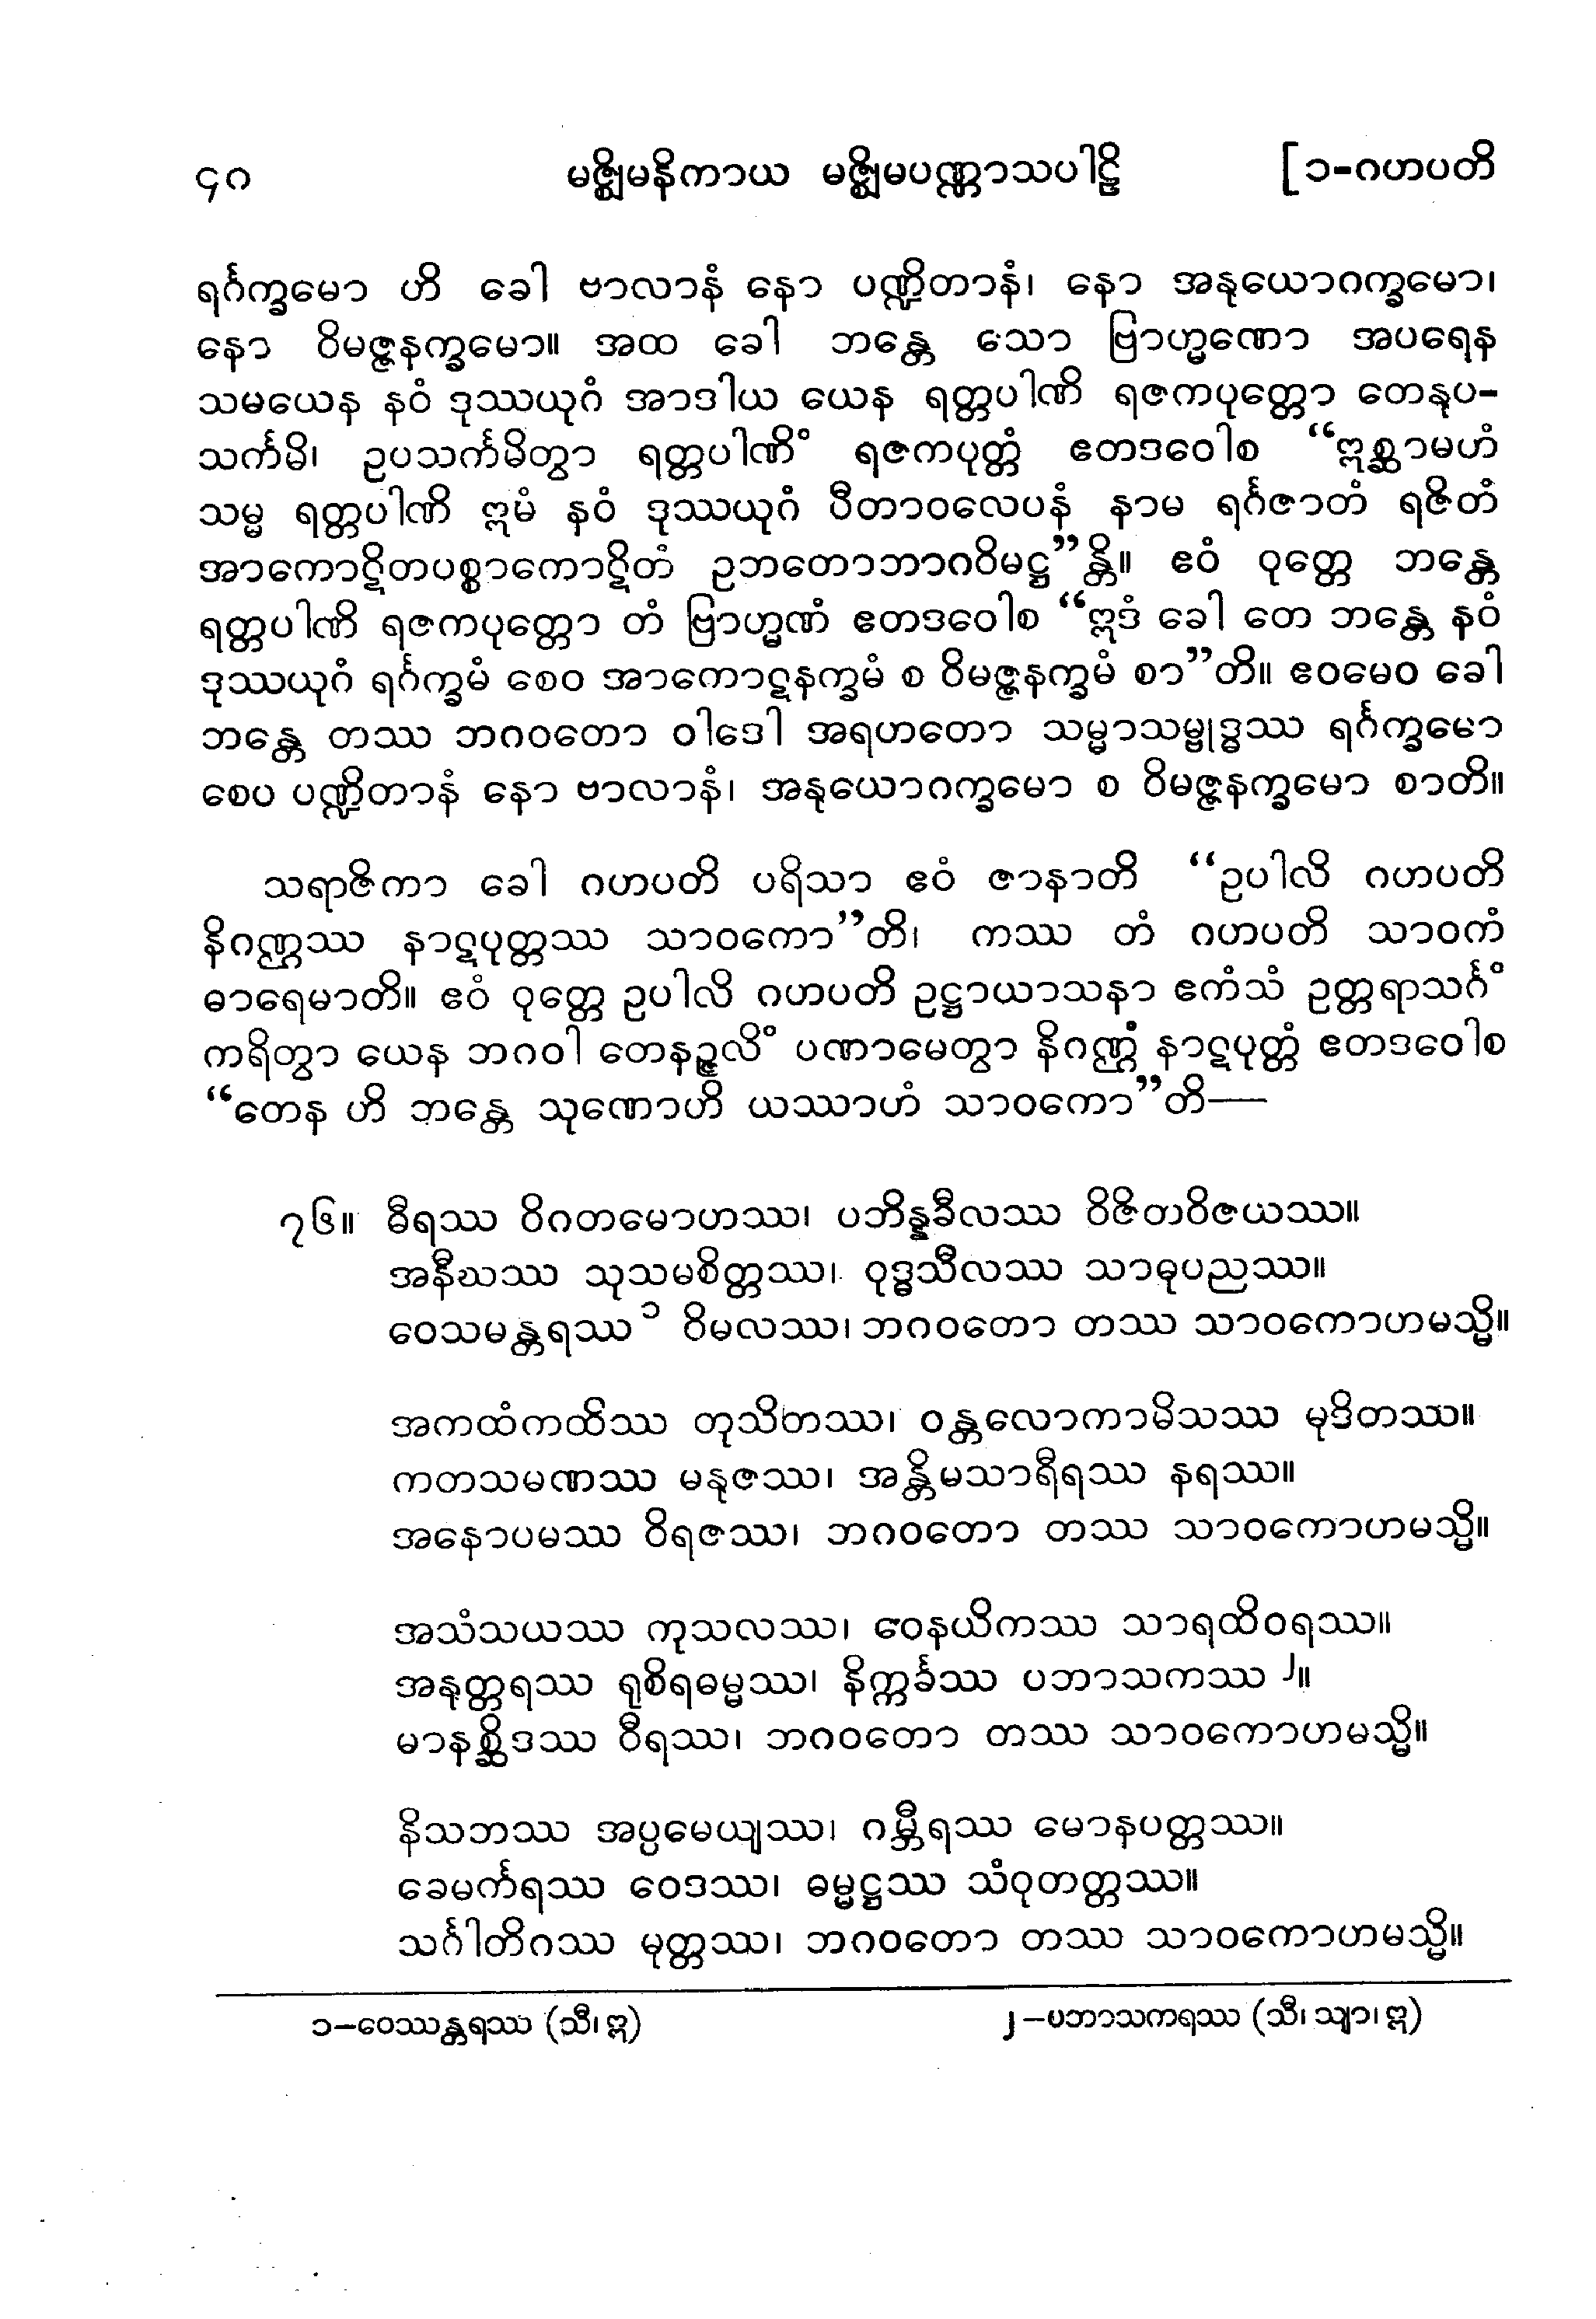 ၄၈ မဇ္ဈိမနိကာယ မဇ္ဈိမပဏ္ဏာသပါဠိ [၁-ဂဟပတိ
ရင်္ဂက္ခမော ဟိ ခေါ ဗာလာနံ နော ပဏ္ဍိတာနံ၊ နော အနုယောဂက္ခမော၊
နော ဝိမဇ္ဇနက္ခမော။ အထ ခေါ ဘန္တေ သော ဗြာဟ္မဏော အပရေန
သမယေန နဝံ ဒုဿယုဂံ အာဒါယ ယေန ရတ္တပါဏိ ရဇကပုတ္တော တေနုပ-
သင်္ကမိ၊ ဥပသင်္ကမိတွာ ရတ္တပါဏိံ ရဇကပုတ္တံ ဧတဒဝေါစ “ဣစ္ဆာမဟံ
သမ္မ ရတ္တပါဏိ ဣမံ နဝံ ဒုဿယုဂံ ပီတာဝလေပနံ နာမ ရင်္ဂဇာတံ ရဇိတံ
အာကောဋိတပစ္စာကောဋိတံ ဥဘတောဘာဂဝိမဋ္ဌ”န္တိ။ ဧဝံ ဝုတ္တေ ဘန္တေ
ရတ္တပါဏိ ရဇကပုတ္တော တံ ဗြာဟ္မဏံ ဧတဒဝေါစ “ဣဒံ ခေါ တေ ဘန္တေ နဝံ
ဒုဿယုဂံ ရင်္ဂက္ခမံ စေဝ အာကောဋနက္ခမံ စ ဝိမဇ္ဇနက္ခမံ စာ”တိ။ ဧဝမေဝ ခေါ
ဘန္တေ တဿ ဘဂဝတော ဝါဒေါ အရဟတော သမ္မာသမ္ဗုဒ္ဓဿ ရင်္ဂက္ခမော
စေပ ပဏ္ဍိတာနံ နော ဗာလာနံ၊ အနုယောဂက္ခမော စ ဝိမဇ္ဇနက္ခမော စာတိ။
သရာဇိကာ ခေါ ဂဟပတိ ပရိသာ ဧဝံ ဇာနာတိ “ဥပါလိ ဂဟပတိ
နိဂဏ္ဌဿ နာဋပုတ္တဿ သာဝကော”တိ၊ ကဿ တံ ဂဟပတိ သာဝကံ
ဓာရေမာတိ။ ဧဝံ ဝုတ္တေ ဥပါလိ ဂဟပတိ ဥဋ္ဌာယာသနာ ဧကံသံ ဥတ္တရာသင်္ဂံ
ကရိတွာ ယေန ဘဂဝါ တေနဉ္ဇလိံ ပဏာမေတွာ နိဂဏ္ဌံ နာဋပုတ္တံ ဧတဒဝေါစ
“တေန ဟိ ဘန္တေ သုဏောဟိ ယဿာဟံ သာဝကော”တိ—
၇၆။ ဓီရဿ ဝိဂတမောဟဿ၊ ပဘိန္နခီလဿ ဝိဇိတဝိဇယဿ။
အနီဃဿ သုသမစိတ္တဿ၊ ဝုဒ္ဓသီလဿ သာဓုပညဿ။
ဝေသမန္တရဿ ၁ ဝိမလဿ၊ ဘဂဝတော တဿ သာဝကောဟမသ္မိ။
အကထံကထိဿ တုသိတဿ၊ ဝန္တလောကာမိသဿ မုဒိတဿ။
ကတသမဏဿ မနုဇဿ၊ အန္တိမသာရီရဿ နရဿ။
အနောပမဿ ဝိရဇဿ၊ ဘဂဝတော တဿ သာဝကောဟမသ္မိ။
အသံသယဿ ကုသလဿ၊ ဝေနယိကဿ သာရထိဝရဿ။
အနုတ္တရဿ ရုစိရဓမ္မဿ၊ နိက္ကင်္ခဿ ပဘာသကဿ ၂။
မာနစ္ဆိဒဿ ဝီရဿ၊ ဘဂဝတော တဿ သာဝကောဟမသ္မိ။
နိသဘဿ အပ္ပမေယျဿ၊ ဂမ္ဘီရဿ မောနပတ္တဿ။
ခေမင်္ကရဿ ဝေဒဿ၊ ဓမ္မဋ္ဌဿ သံဝုတတ္တဿ။
သင်္ဂါတိဂဿ မုတ္တဿ၊ ဘဂဝတော တဿ သာဝကောဟမသ္မိ။
၁–ဝေဿန္တရဿ (သီ၊ ဣ) ၂–ပဘာသကရဿ (သီ၊ သျာ၊ ဣ)